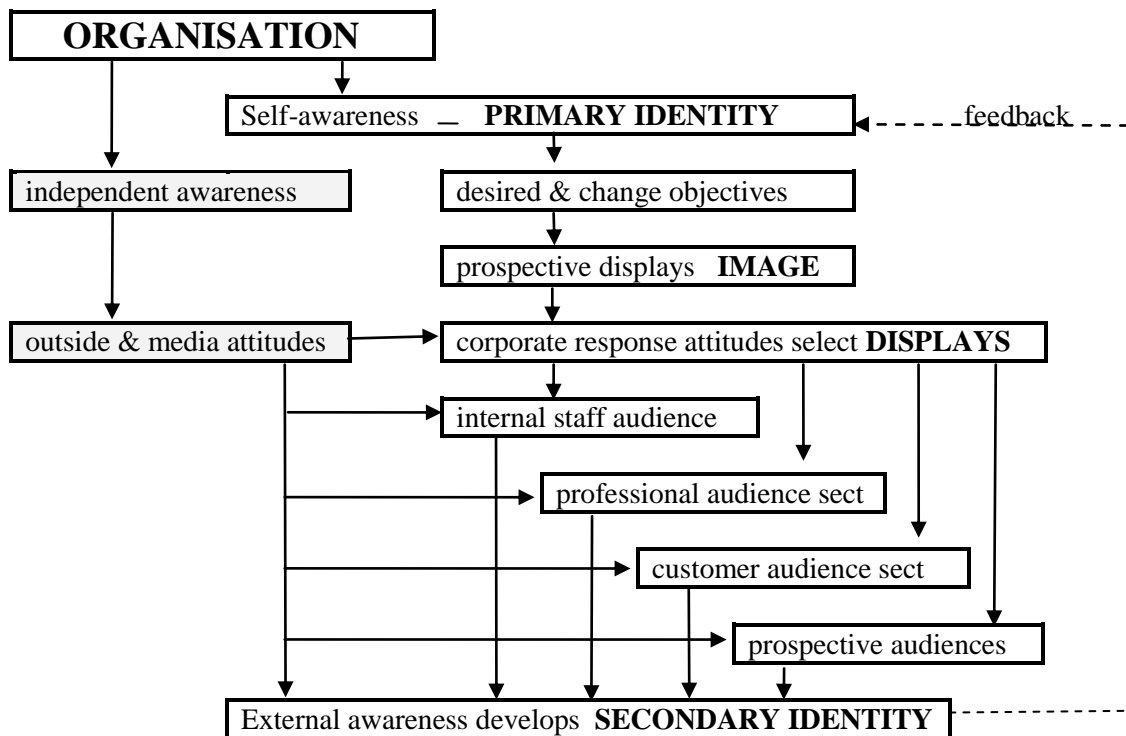 ORGANISATION
Self-awareness – PRIMARY IDENTITY
feedback
independent awareness
desired & change objectives
prospective displays IMAGE
outside & media attitudes
corporate response attitudes select DISPLAYS
internal staff audience
professional audience sect
customer audience sect
prospective audiences
External awareness develops SECONDARY IDENTITY